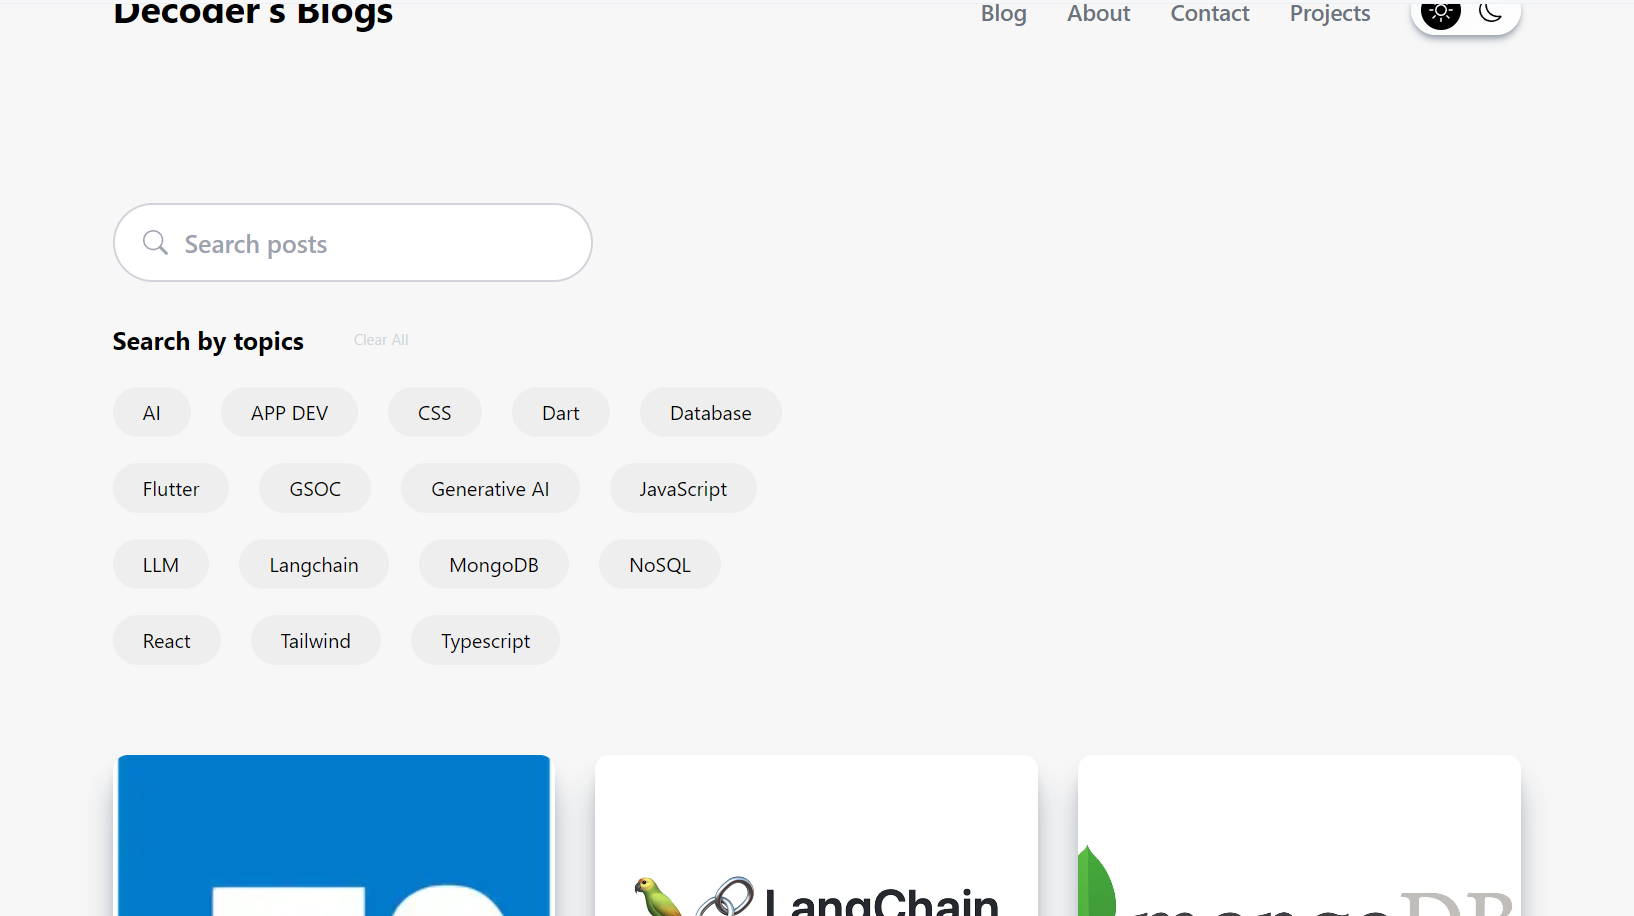 Decoder's Blogs
Blog About Contact Projects
Search posts
Search by topics Clear All
AI APP DEV CSS Dart Database
Flutter GSOC Generative AI JavaScript
LLM Langchain MongoDB NoSQL
React Tailwind Typescript
LangChain
mongoDB